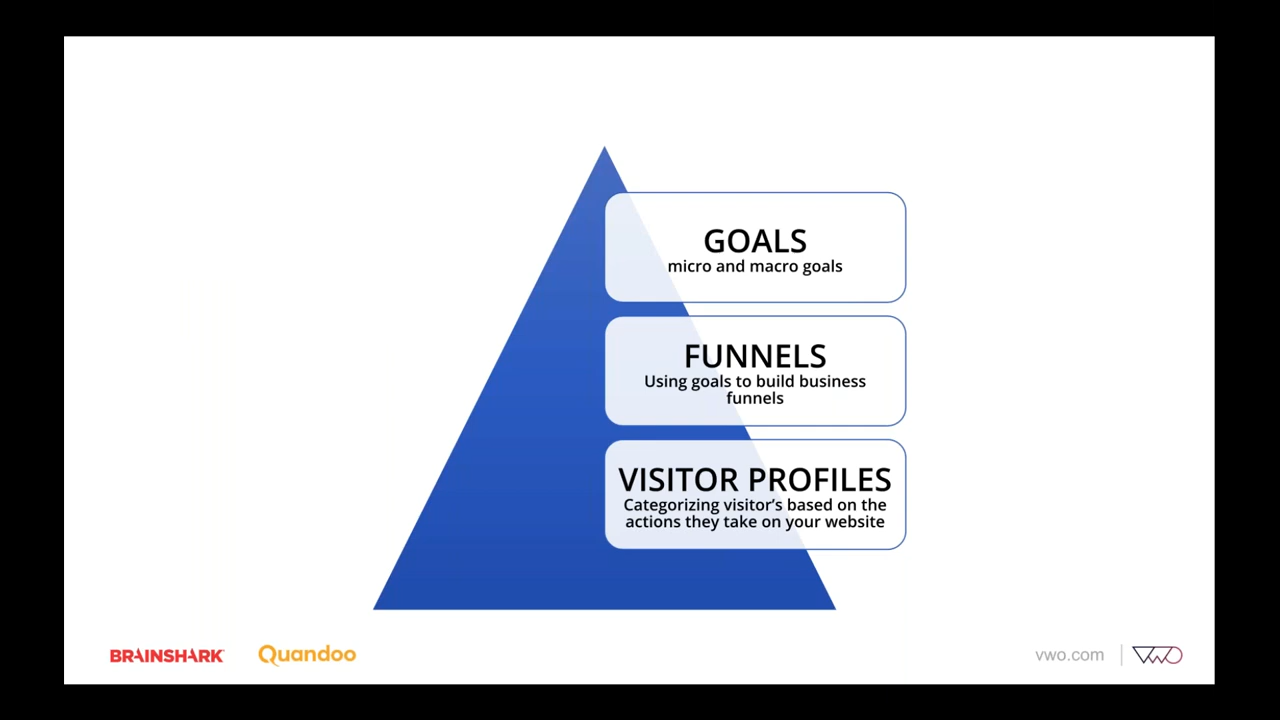 GOALS
micro and macro goals
FUNNELS
Using goals to build business
funnels
VISITOR PROFILES
Categorizing visitor’s based on the
actions they take on your website
BRAINSHARK
Quandoo
vwo.com
VWO